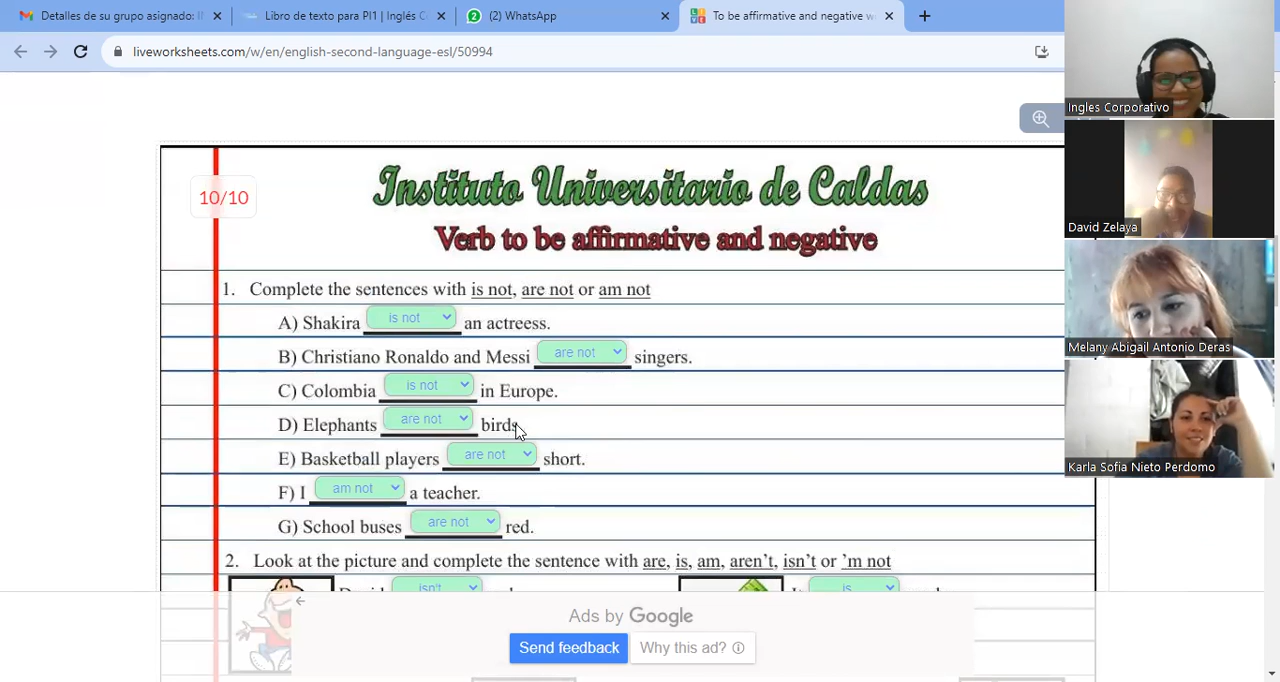 Detalles de su grupo asignado: I
Libro de texto para PI1 | Inglés C
2 (2) WhatsApp
To be affirmative and negative w
liveworksheets.com/w/en/english-second-language-esl/50994
Ingles Corporativo
10/10
Instituto Universitario de Caldas
Verb to be affirmative and negative
David Zelaya
1. Complete the sentences with is not, are not or am not
A) Shakira is not an actreess.
B) Christiano Ronaldo and Messi are not singers.
Melany Abigail Antonio Deras
C) Colombia is not in Europe.
D) Elephants are not birds.
E) Basketball players are not short.
Karla Sofia Nieto Perdomo
F) I am not a teacher.
G) School buses are not red.
2. Look at the picture and complete the sentence with are, is, am, aren't, isn't or 'm not
isn't
is
Ads by Google
Send feedback
Why this ad?